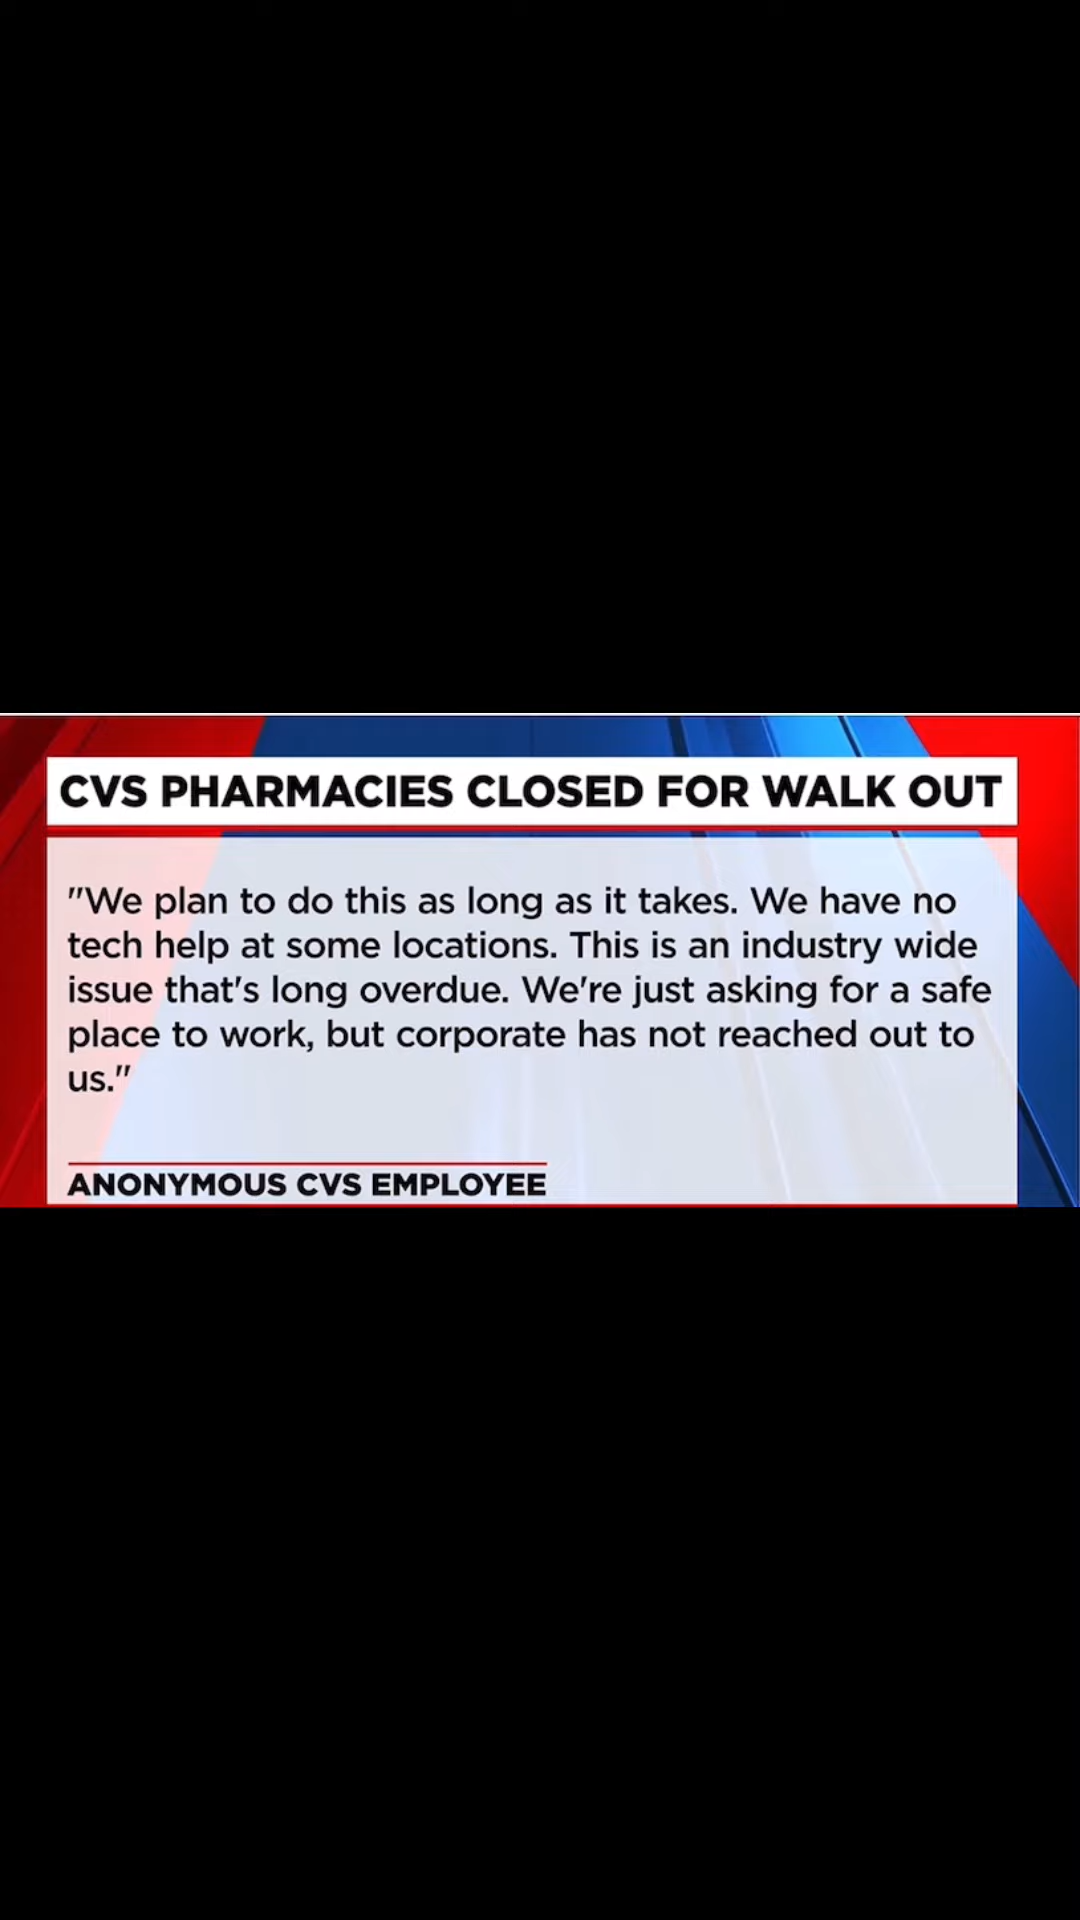 CVS PHARMACIES CLOSED FOR WALK OUT
"We plan to do this as long as it takes. We have no
tech help at some locations. This is an industry wide
issue that's long overdue. We're just asking for a safe
place to work, but corporate has not reached out to
us."
ANONYMOUS CVS EMPLOYEE